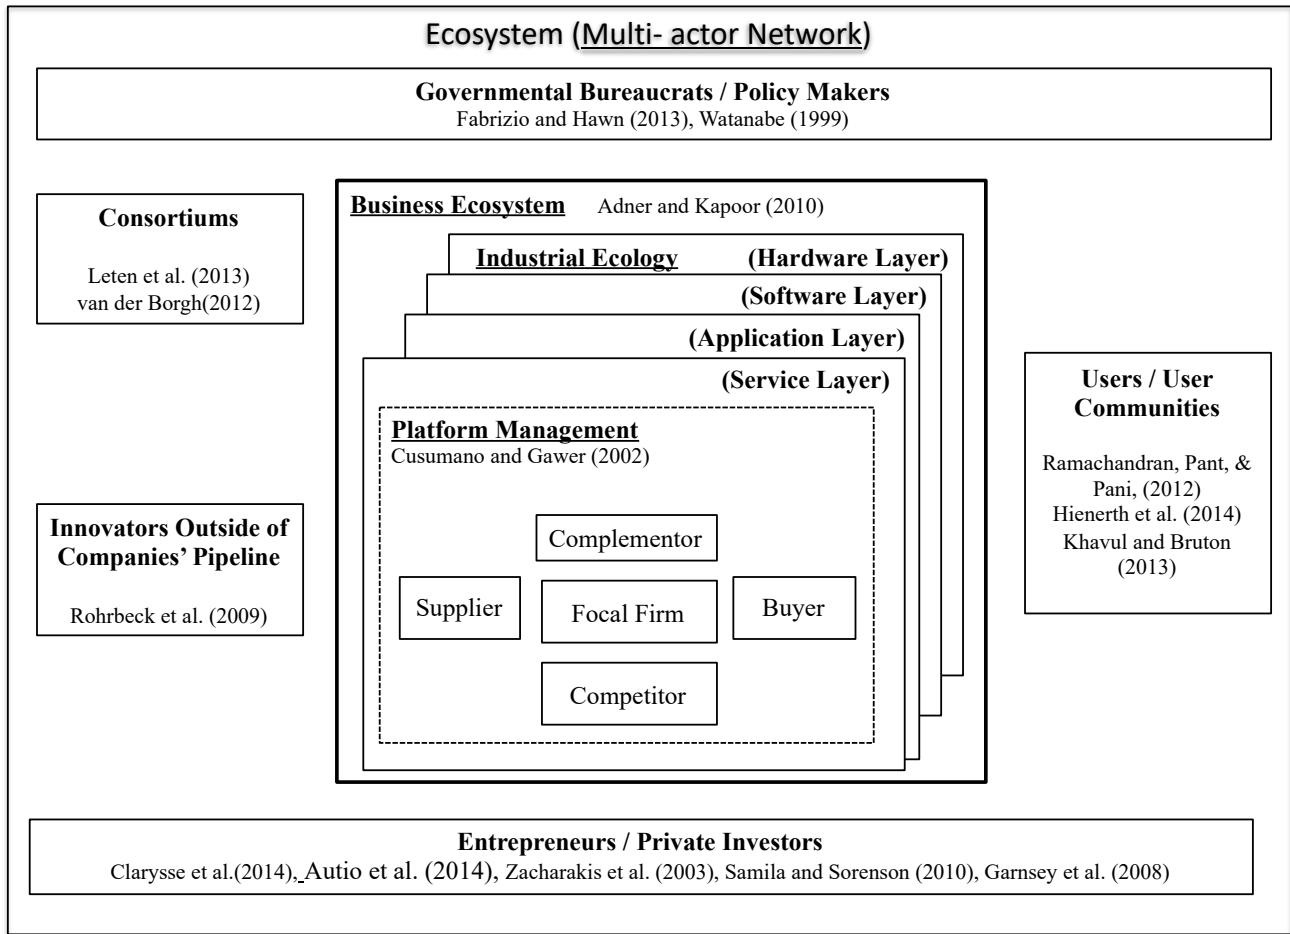 Ecosystem (Multi- actor Network)
Governmental Bureaucrats / Policy Makers
Fabrizio and Hawn (2013), Watanabe (1999)
Consortiums
Leten et al. (2013)
van der Borgh(2012)
Innovators Outside of
Companies’ Pipeline
Rohrbeck et al. (2009)
Business Ecosystem Adner and Kapoor (2010)
Industrial Ecology (Hardware Layer)
(Software Layer)
(Application Layer)
(Service Layer)
Platform Management
Cusumano and Gawer (2002)
Complementor
Supplier
Focal Firm
Buyer
Competitor
Users / User
Communities
Ramachandran, Pant, &
Pani, (2012)
Hienerth et al. (2014)
Khavul and Bruton
(2013)
Entrepreneurs / Private Investors
Clarysse et al.(2014), Autio et al. (2014), Zacharakis et al. (2003), Samila and Sorenson (2010), Garnsey et al. (2008)